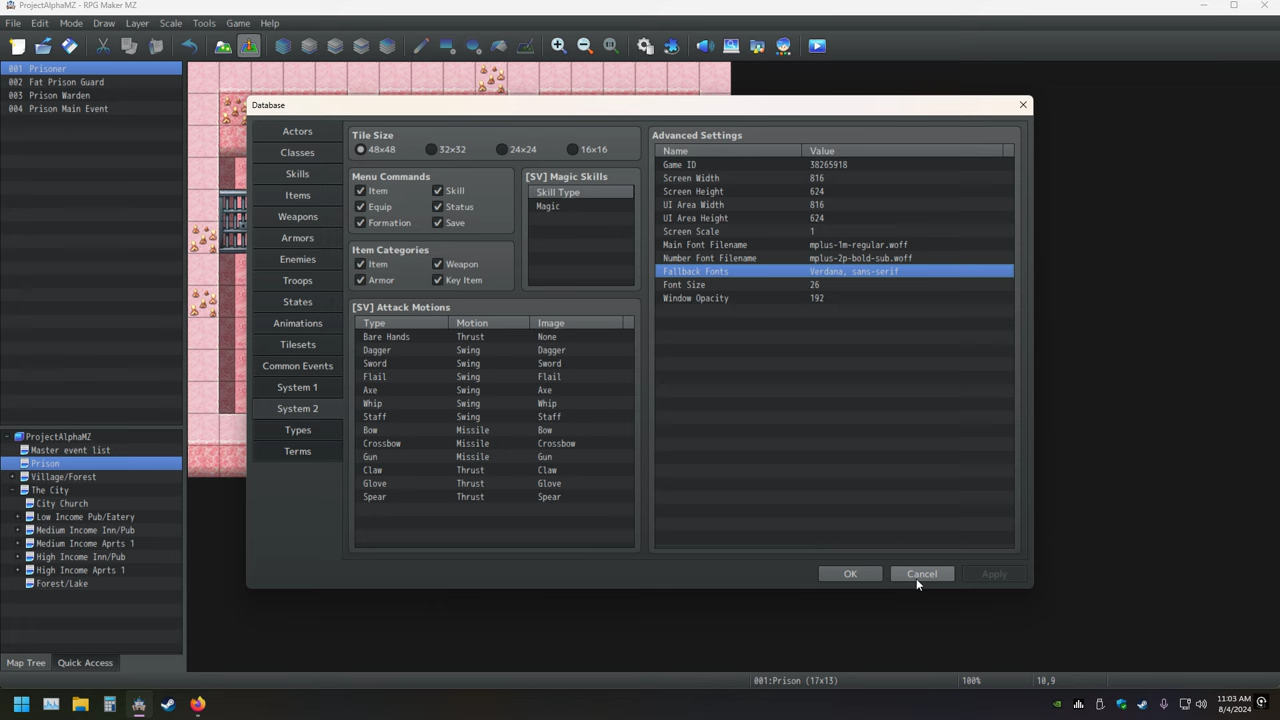 ProjectAlphaMZ - RPG Maker MZ
File Edit Mode Draw Layer Scale Tools Game Help
001 Prisoner
002 Fat Prison Guard
003 Prison Warden
004 Prison Main Event
ProjectAlphaMZ
Master event list
Prison
Village/Forest
The City
City Church
Low Income Pub/Eatery
Medium Income Inn/Pub
Medium Income Aprts 1
High Income Inn/Pub
High Income Aprts 1
Forest/Lake
Map Tree Quick Access
Database
Actors
Classes
Skills
Items
Weapons
Armors
Enemies
Troops
States
Animations
Tilesets
Common Events
System 1
System 2
Types
Terms
Tile Size
48×48 32×32 24×24 16×16
Menu Commands
Item Skill
Equip Status
Formation Save
Item Categories
Item Weapon
Armor Key Item
[SV] Magic Skills
Skill Type
Magic
[SV] Attack Motions
Type Motion Image
Bare Hands Thrust None
Dagger Swing Dagger
Sword Swing Sword
Flail Swing Flail
Axe Swing Axe
Whip Swing Whip
Staff Swing Staff
Bow Missile Bow
Crossbow Missile Crossbow
Gun Missile Gun
Claw Thrust Claw
Glove Thrust Glove
Spear Thrust Spear
Advanced Settings
Name Value
Game ID 38265918
Screen Width 816
Screen Height 624
UI Area Width 816
UI Area Height 624
Screen Scale 1
Main Font Filename mplus-1m-regular.woff
Number Font Filename mplus-2p-bold-sub.woff
Fallback Fonts Verdana, sans-serif
Font Size 26
Window Opacity 192
OK Cancel Apply
001:Prison (17×13) 100% 10,9
11:03 AM
8/4/2024